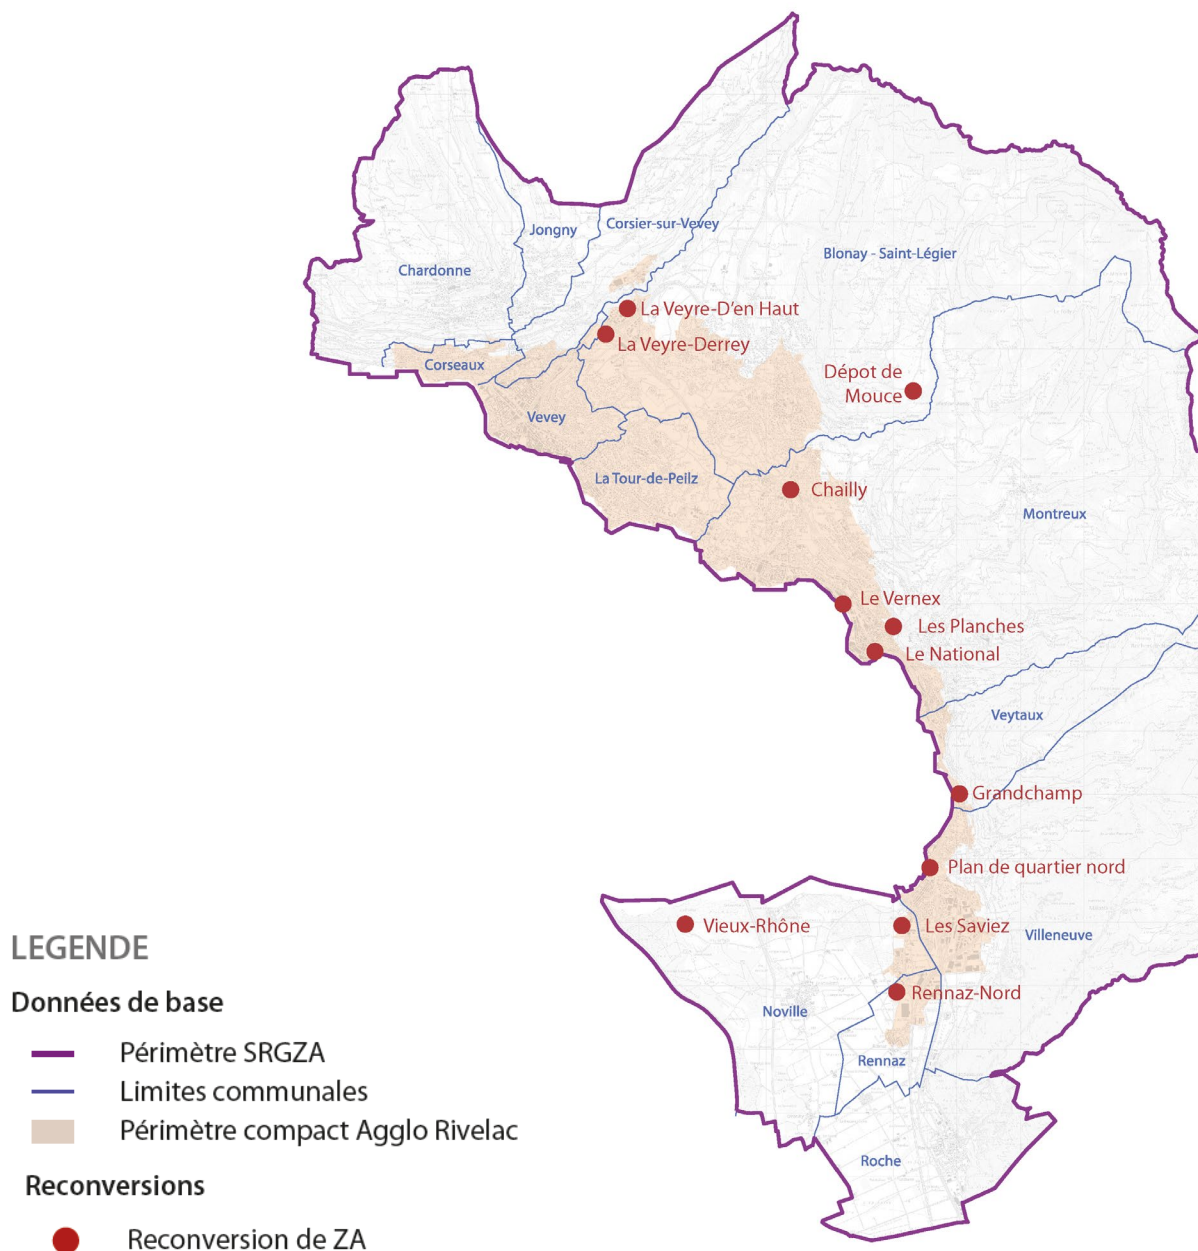 Jongny
Corsier-sur-Vevey
Blonay - Saint-Légier
Chardonne
La Veyre-D'en Haut
La Veyre-Derrey
Corseaux
Dépot de
Mouce
Vevey
La Tour-de-Peilz
Chailly
Montreux
Le Vernex
Les Planches
Le National
Veytaux
Grandchamp
Plan de quartier nord
Vieux-Rhône
Les Saviez
Villeneuve
Rennaz-Nord
Noville
Rennaz
Roche
LEGENDE
Données de base
Périmètre SRGZA
Limites communales
Périmètre compact Agglo Rivelac
Reconversions
Reconversion de ZA